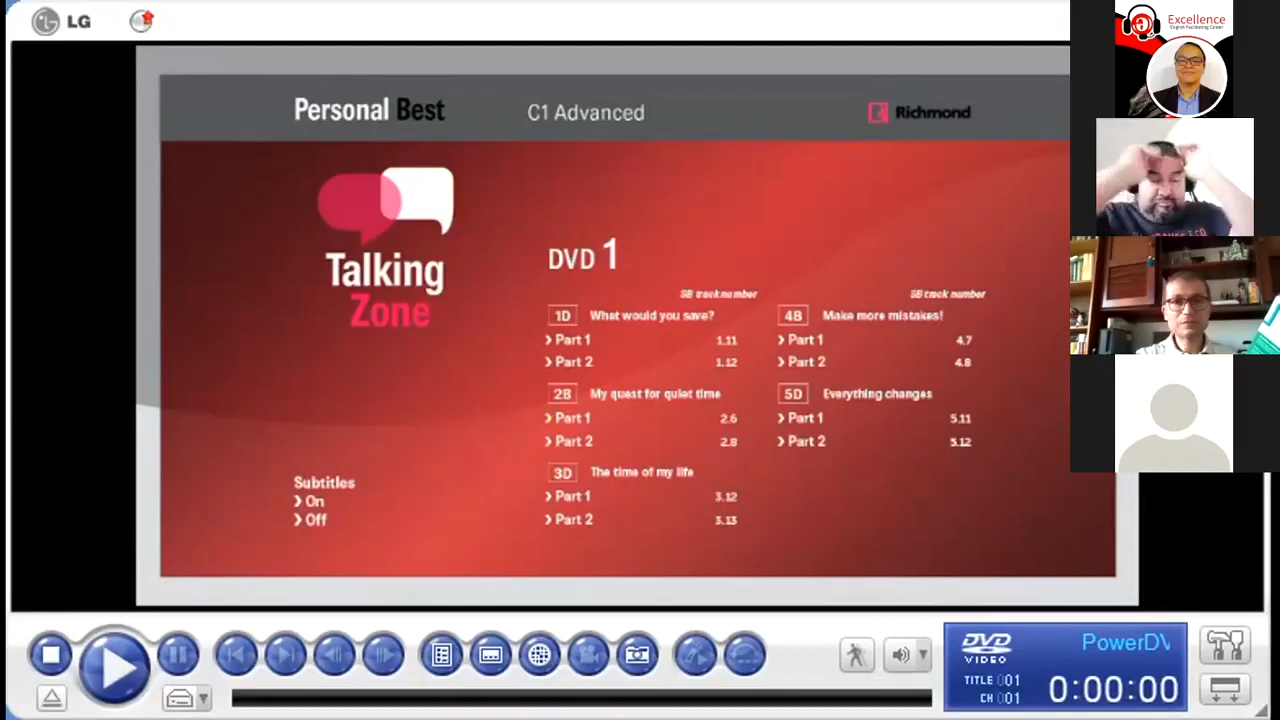 LG
Excellence
English Facilitating Center
Personal Best
C1 Advanced
Richmond
Talking
Zone
DVD 1
SB track number
1D What would you save?
Part 1 1.11
Part 2 1.12
2B My quest for quiet time
Part 1 2.6
Part 2 2.8
3D The time of my life
Part 1 3.12
Part 2 3.13
SB track number
4B Make more mistakes!
Part 1 4.7
Part 2 4.8
5D Everything changes
Part 1 5.11
Part 2 5.12
Subtitles
On
Off
DVD
VIDEO
PowerDV
TITLE 001
CH 001
0:00:00